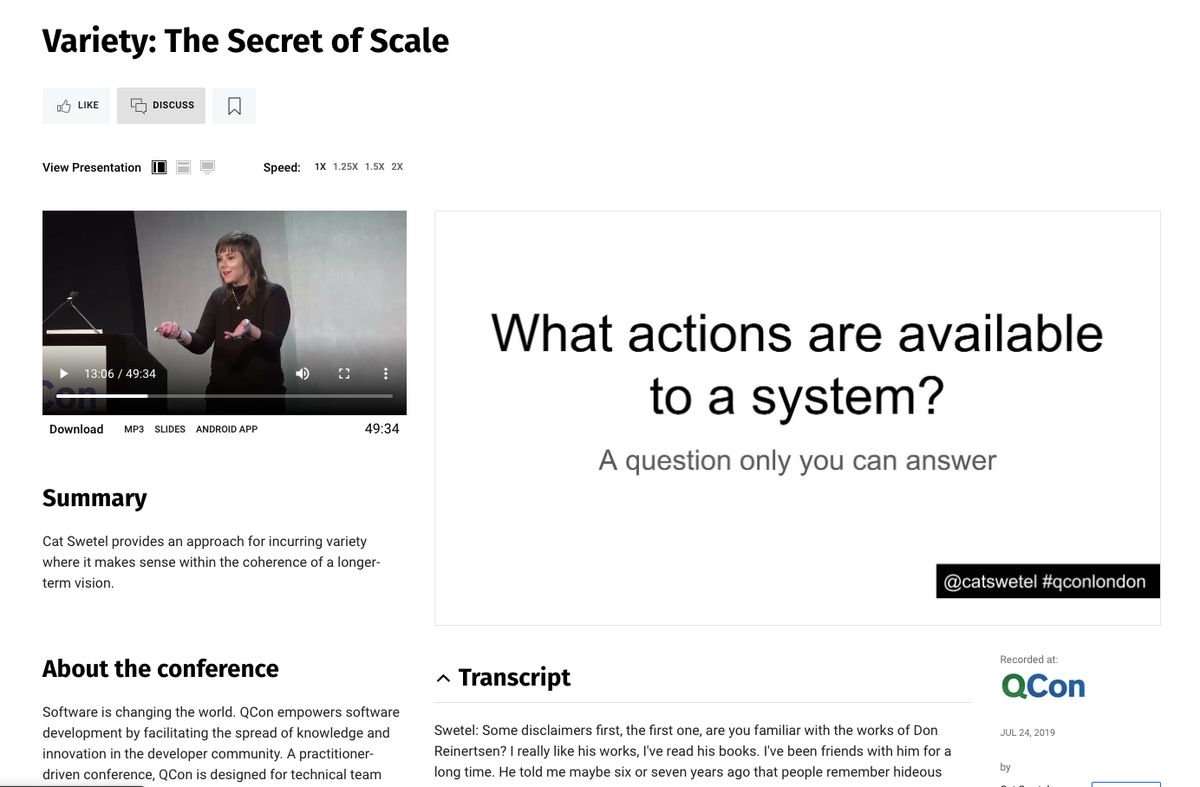 Variety: The Secret of Scale
LIKE
DISCUSS
View Presentation
Speed: 1X 1.25X 1.5X 2X
13:06 / 49:34
Con
Download MP3 SLIDES ANDROID APP 49:34
What actions are available
to a system?
A question only you can answer
@catswetel #qconlondon
Summary
Cat Swetel provides an approach for incurring variety
where it makes sense within the coherence of a longer-
term vision.
About the conference
Software is changing the world. QCon empowers software
development by facilitating the spread of knowledge and
innovation in the developer community. A practitioner-
driven conference, QCon is designed for technical team
Transcript
Swetel: Some disclaimers first, the first one, are you familiar with the works of Don
Reinertsen? I really like his works, I've read his books. I've been friends with him for a
long time. He told me maybe six or seven years ago that people remember hideous
Recorded at:
QCon
JUL 24, 2019
by